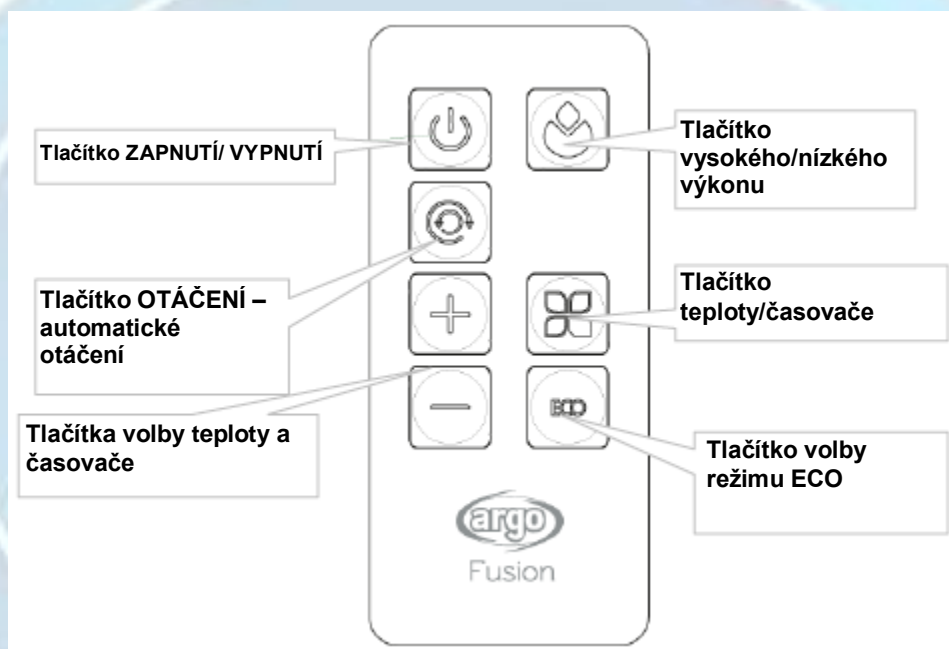 Tlačítko ZAPNUTÍ/ VYPNUTÍ
Tlačítko
vysokého/nízkého
výkonu
Tlačítko OTÁČENÍ –
automatické
otáčení
Tlačítko
teploty/časovače
Tlačítka volby teploty a
časovače
ECO
Tlačítko volby
režimu ECO
argo
Fusion